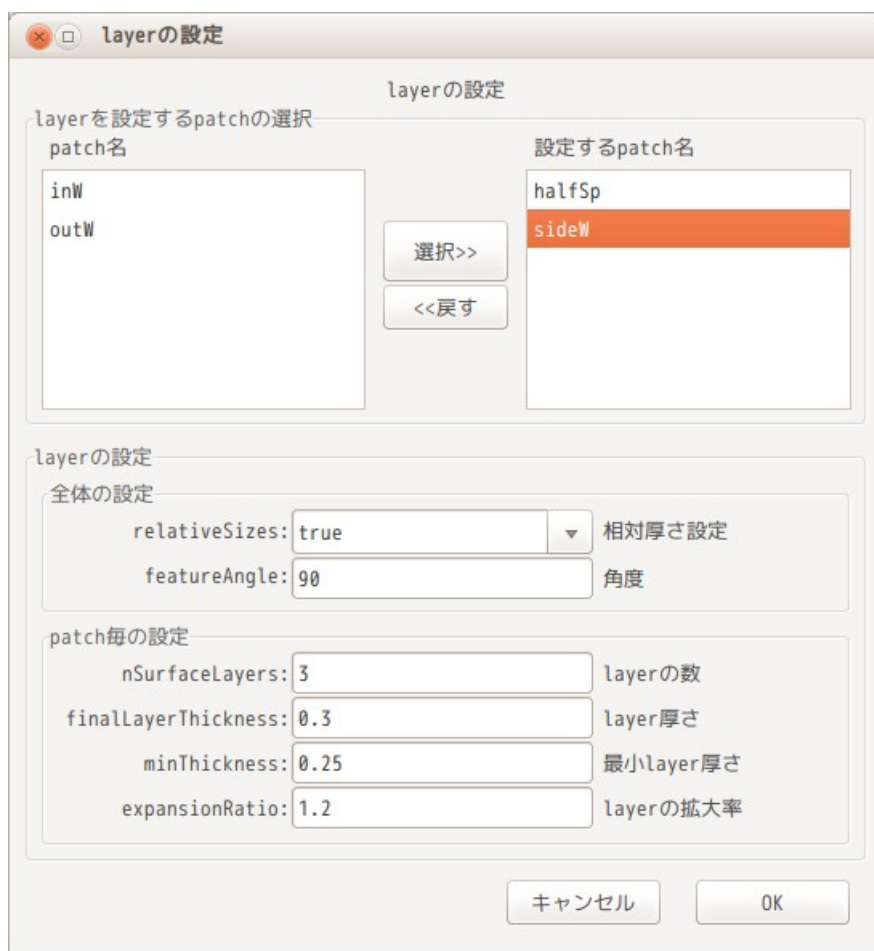 layerの設定
layerの設定
layerを設定するpatchの選択
patch名
設定するpatch名
inW
outW
選択>>
<<戻す
halfSp
sideW
layerの設定
全体の設定
relativeSizes: true 相対厚さ設定
featureAngle: 90 角度
patch毎の設定
nSurfaceLayers: 3 layerの数
finalLayerThickness: 0.3 layer厚さ
minThickness: 0.25 最小layer厚さ
expansionRatio: 1.2 layerの拡大率
キャンセル
OK